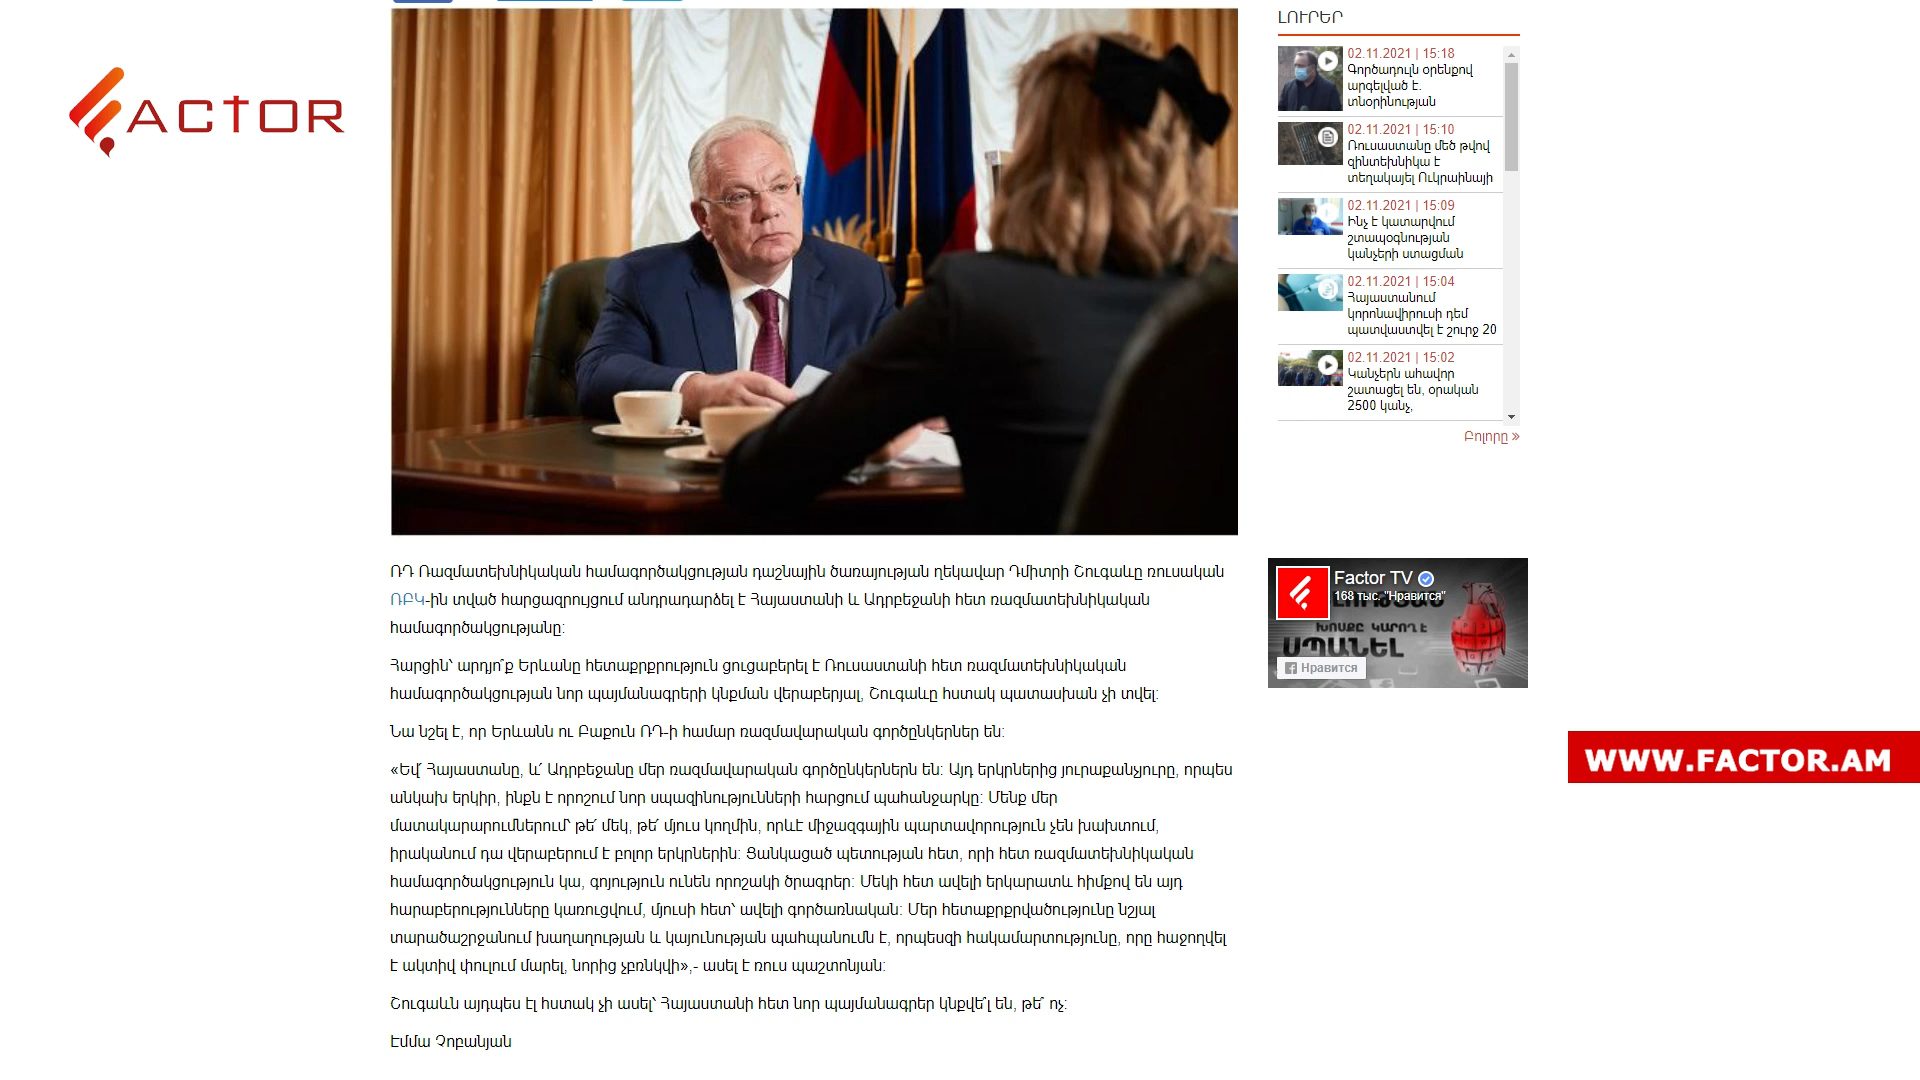 FACTOR
ԼՈՒՐԵՐ
02.11.2021 | 15:18
Գործադուլն օրենքով
արգելված է.
տնօրինության
02.11.2021 | 15:10
Ռուսաստանը մեծ թվով
զինտեխնիկա է
տեղակայել Ուկրաինայի
02.11.2021 | 15:09
Ինչ է կատարվում
շտապօգնության
կանչերի ստացման
02.11.2021 | 15:04
Հայաստանում
կորոնավիրուսի դեմ
պատվաստվել է շուրջ 20
02.11.2021 | 15:02
Կանչերն ահավոր
շատացել են, օրական
2500 կանչ,
Բոլորը »
ՌԴ Ռազմատեխնիկական համագործակցության դաշնային ծառայության ղեկավար Դմիտրի Շուգաևը ռուսական
ՌԲԿ-ին տված հարցազրույցում անդրադարձել է Հայաստանի և Ադրբեջանի հետ ռազմատեխնիկական
համագործակցությանը:
Հարցին՝ արդյո՞ք Երևանը հետաքրքրություն ցուցաբերել է Ռուսաստանի հետ ռազմատեխնիկական
համագործակցության նոր պայմանագրերի կնքման վերաբերյալ, Շուգաևը հստակ պատասխան չի տվել:
Նա նշել է, որ Երևանն ու Բաքուն ՌԴ-ի համար ռազմավարական գործընկերներ են:
«Եվ՛ Հայաստանը, և՛ Ադրբեջանը մեր ռազմավարական գործընկերներն են: Այդ երկրներից յուրաքանչյուրը, որպես
անկախ երկիր, ինքն է որոշում նոր սպազինությունների հարցում պահանջարկը: Մենք մեր
մատակարարումներում՝ թե՛ մեկ, թե՛ մյուս կողմին, որևէ միջազգային պարտավորություն չեն խախտում,
իրականում դա վերաբերում է բոլոր երկրներին: Ցանկացած պետության հետ, որի հետ ռազմատեխնիկական
համագործակցություն կա, գոյություն ունեն որոշակի ծրագրեր: Մեկի հետ ավելի երկարատև հիմքով են այդ
հարաբերությունները կառուցվում, մյուսի հետ՝ ավելի գործառնական: Մեր հետաքրքրվածությունը նշյալ
տարածաշրջանում խաղաղության և կայունության պահպանումն է, որպեսզի հակամարտությունը, որը հաջողվել
է ակտիվ փուլում մարել, նորից չբռնկվի»,- ասել է ռուս պաշտոնյան:
Շուգաևն այդպես էլ հստակ չի ասել՝ Հայաստանի հետ նոր պայմանագրեր կնքվե՞լ են, թե՞ ոչ:
Էմմա Չոբանյան
Factor TV
168 тыс. "Нравится"
ԽՈՍՔԸ ԿԱՐՈՂ Է
ՍՊԱՆԵԼ
Нравится
WWW.FACTOR.AM